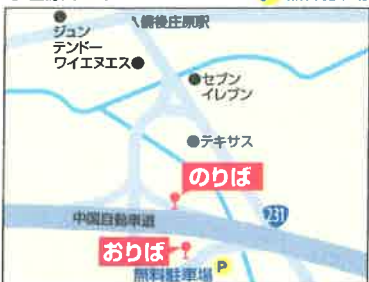 備後庄原駅
ジュン
テンドー
ワイエヌエス
セブン
イレブン
テキサス
のりば
231
中国自動車道
おりば
無料駐車場
P